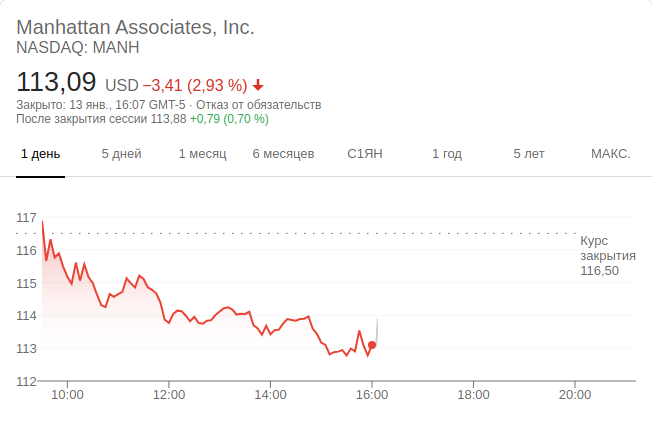 Manhattan Associates, Inc.
NASDAQ: MANH
113,09 USD −3,41 (2,93 %)
Закрыто: 13 янв., 16:07 GMT-5 · Отказ от обязательств
После закрытия сессии 113,88 +0,79 (0,70 %)
1 день 5 дней 1 месяц 6 месяцев С1ЯН 1 год 5 лет МАКС.
117
Курс
116
закрытия
116,50
115
114
113
112
10:00 12:00 14:00 16:00 18:00 20:00